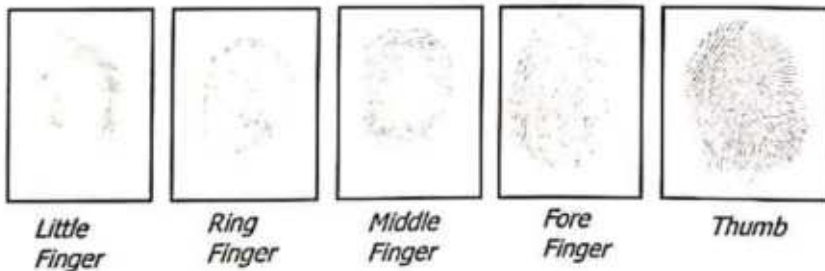 Little
Finger
Ring
Finger
Middle
Finger
Fore
Finger
Thumb